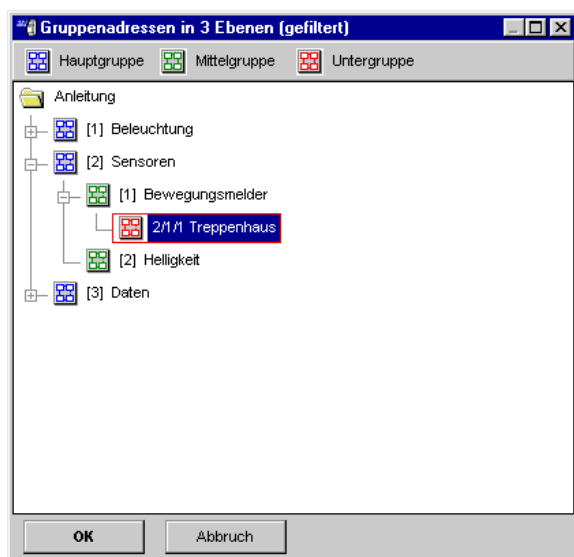 Gruppenadressen in 3 Ebenen (gefiltert)
Hauptgruppe Mittelgruppe Untergruppe
Anleitung
[1] Beleuchtung
[2] Sensoren
[1] Bewegungsmelder
2/1/1 Treppenhaus
[2] Helligkeit
[3] Daten
OK Abbruch